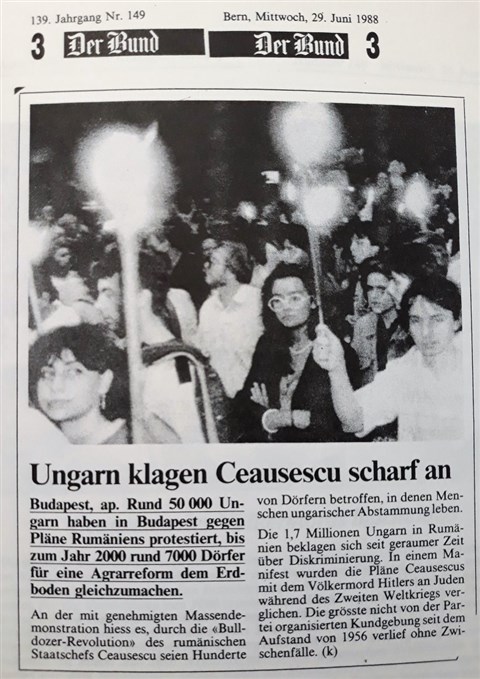 139. Jahrgang Nr. 149
Bern, Mittwoch, 29. Juni 1988
3 Der Bund
Der Bund 3
Ungarn klagen Ceausescu scharf an
Budapest, ap. Rund 50 000 Un-
garn haben in Budapest gegen
Pläne Rumäniens protestiert, bis
zum Jahr 2000 rund 7000 Dörfer
für eine Agrarreform dem Erd-
boden gleichzumachen.
An der mit genehmigten Massende-
monstration hiess es, durch die «Bull-
dozer-Revolution» des rumänischen
Staatschefs Ceausescu seien Hunderte
von Dörfern betroffen, in denen Men-
schen ungarischer Abstammung leben.
Die 1,7 Millionen Ungarn in Rumä-
nien beklagen sich seit geraumer Zeit
über Diskriminierung. In einem Ma-
nifest wurden die Pläne Ceausescus
mit dem Völkermord Hitlers an Juden
während des Zweiten Weltkriegs ver-
glichen. Die grösste nicht von der Par-
tei organisierten Kundgebung seit dem
Aufstand von 1956 verlief ohne Zwi-
schenfälle. (k)